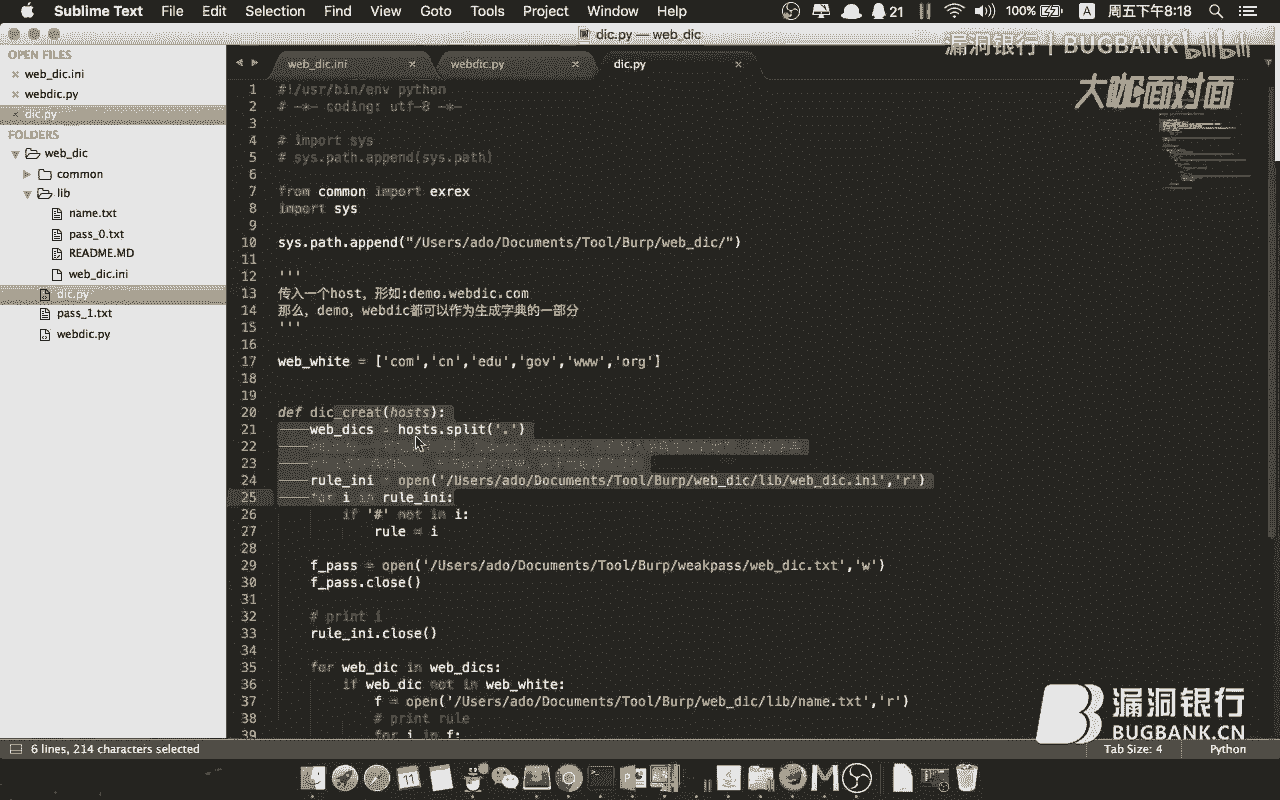 Sublime Text File Edit Selection Find View Goto Tools Project Window Help 21 100% A 周五下午8:18
dic.py — web_dic
漏洞银行 | BUGBANK bilibili
大咖面对面
OPEN FILES
web_dic.ini
webdic.py
dic.py
FOLDERS
web_dic
common
lib
name.txt
pass_0.txt
README.MD
web_dic.ini
dic.py
pass_1.txt
webdic.py
web_dic.ini webdic.py dic.py
1 #!/usr/bin/env python
2 # -*- coding: utf-8 -*-
3
4 # import sys
5 # sys.path.append(sys.path)
6
7 from common import exrex
8 import sys
9
10 sys.path.append("/Users/ado/Documents/Tool/Burp/web_dic/")
11
12 '''
13 传入一个host，形如:demo.webdic.com
14 那么，demo，webdic都可以作为生成字典的一部分
15 '''
16
17 web_white = ['com','cn','edu','gov','www','org']
18
19
20 def dic_creat(hosts):
21 web_dics = hosts.split('.')
22
23
24 rule_ini = open('/Users/ado/Documents/Tool/Burp/web_dic/lib/web_dic.ini','r')
25 for i in rule_ini:
26 if '#' not in i:
27 rule = i
28
29 f_pass = open('/Users/ado/Documents/Tool/Burp/weakpass/web_dic.txt','w')
30 f_pass.close()
31
32 # print i
33 rule_ini.close()
34
35 for web_dic in web_dics:
36 if web_dic not in web_white:
37 f = open('/Users/ado/Documents/Tool/Burp/web_dic/lib/name.txt','r')
38 # print rule
39 for i in f:
漏洞银行
BUGBANK.CN
6 lines, 214 characters selected Tab Size: 4 Python
11